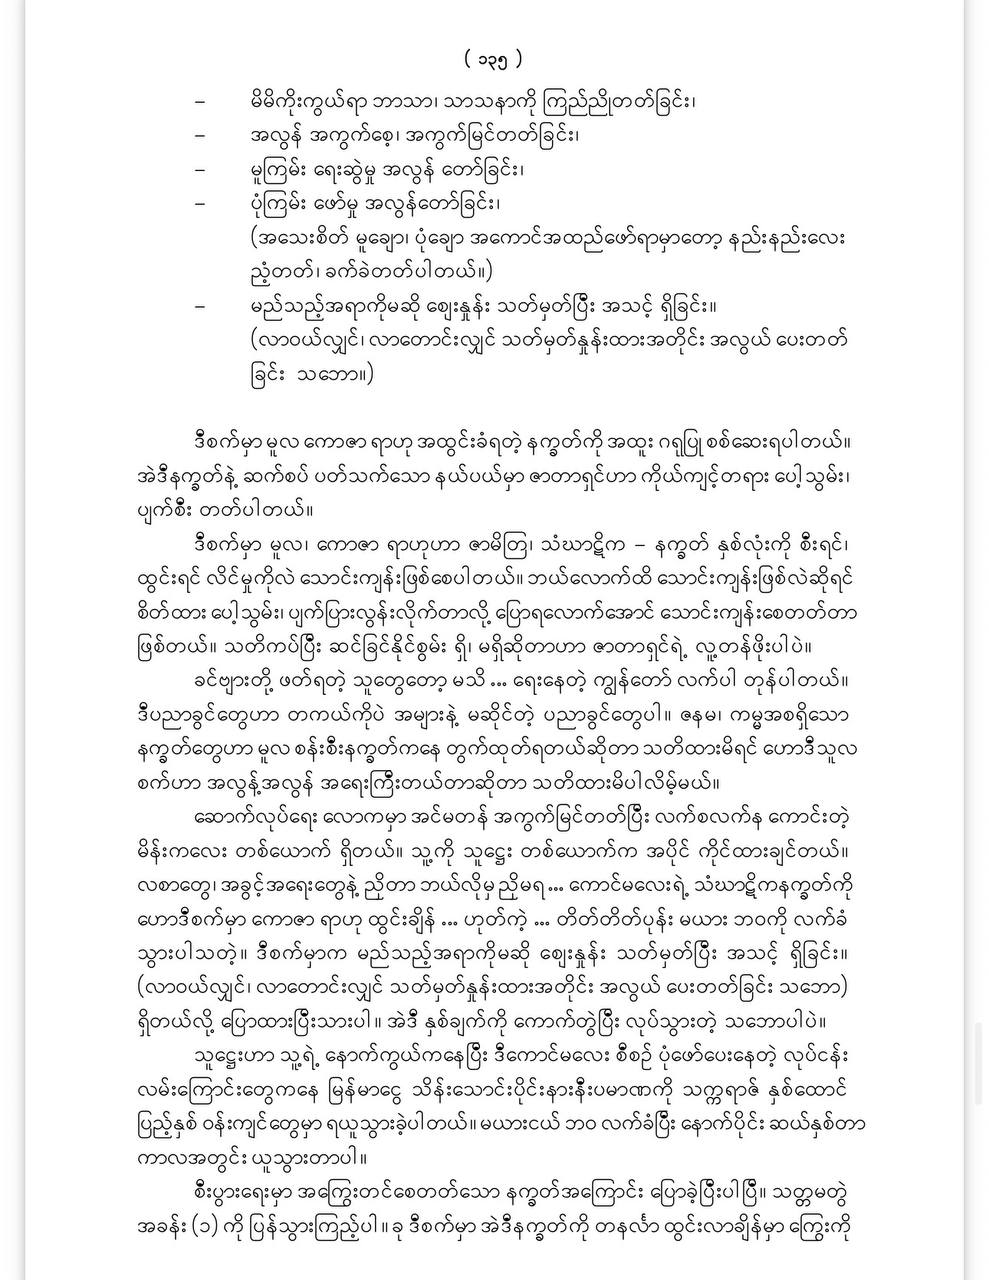 ( ၁၃၅ )
– မိမိကိုးကွယ်ရာ ဘာသာ၊ သာသနာကို ကြည်ညိုတတ်ခြင်း၊
– အလွန် အကွက်စေ့၊ အကွက်မြင်တတ်ခြင်း၊
– မူကြမ်း ရေးဆွဲမှု အလွန် တော်ခြင်း၊
– ပုံကြမ်း ဖော်မှု အလွန်တော်ခြင်း၊
(အသေးစိတ် မူချော၊ ပုံချော အကောင်အထည်ဖော်ရာမှာတော့ နည်းနည်းလေး
ညံ့တတ်၊ ခက်ခဲတတ်ပါတယ်။)
– မည်သည့်အရာကိုမဆို ဈေးနှုန်း သတ်မှတ်ပြီး အသင့် ရှိခြင်း။
(လာဝယ်လျှင်၊ လာတောင်းလျှင် သတ်မှတ်နှုန်းထားအတိုင်း အလွယ် ပေးတတ်
ခြင်း သဘော။)
ဒီစက်မှာ မူလ ကောဇာ ရာဟု အထွင်းခံရတဲ့ နက္ခတ်ကို အထူး ဂရုပြု စစ်ဆေးရပါတယ်။
အဲဒီနက္ခတ်နဲ့ ဆက်စပ် ပတ်သက်သော နယ်ပယ်မှာ ဇာတာရှင်ဟာ ကိုယ်ကျင့်တရား ပေါ့သွမ်း၊
ပျက်စီး တတ်ပါတယ်။
ဒီစက်မှာ မူလ၊ ကောဇာ ရာဟုဟာ ဇာမိတြ၊ သံဃာဋိက – နက္ခတ် နှစ်လုံးကို စီးရင်၊
ထွင်းရင် လိင်မှုကိုလဲ သောင်းကျန်းဖြစ်စေပါတယ်။ ဘယ်လောက်ထိ သောင်းကျန်းဖြစ်လဲဆိုရင်
စိတ်ထား ပေါ့သွမ်း၊ ပျက်ပြားလွန်းလိုက်တာလို့ ပြောရလောက်အောင် သောင်းကျန်းစေတတ်တာ
ဖြစ်တယ်။ သတိကပ်ပြီး ဆင်ခြင်နိုင်စွမ်း ရှိ၊ မရှိဆိုတာဟာ ဇာတာရှင်ရဲ့ လူ့တန်ဖိုးပါပဲ။
ခင်ဗျားတို့ ဖတ်ရတဲ့ သူတွေတော့ မသိ ... ရေးနေတဲ့ ကျွန်တော် လက်ပါ တုန်ပါတယ်။
ဒီပညာခွင်တွေဟာ တကယ်ကိုပဲ အများနဲ့ မဆိုင်တဲ့ ပညာခွင်တွေပါ။ ဇနမ၊ ကမ္မအစရှိသော
နက္ခတ်တွေဟာ မူလ စန်းစီးနက္ခတ်ကနေ တွက်ထုတ်ရတယ်ဆိုတာ သတိထားမိရင် ဟောဒီသူလ
စက်ဟာ အလွန့်အလွန် အရေးကြီးတယ်တာဆိုတာ သတိထားမိပါလိမ့်မယ်။
ဆောက်လုပ်ရေး လောကမှာ အင်မတန် အကွက်မြင်တတ်ပြီး လက်စလက်န ကောင်းတဲ့
မိန်းကလေး တစ်ယောက် ရှိတယ်။ သူ့ကို သူဌေး တစ်ယောက်က အပိုင် ကိုင်ထားချင်တယ်။
လစာတွေ၊ အခွင့်အရေးတွေနဲ့ ညှိတာ ဘယ်လိုမှ ညှိမရ ... ကောင်မလေးရဲ့ သံဃာဋိကနက္ခတ်ကို
ဟောဒီစက်မှာ ကောဇာ ရာဟု ထွင်းချိန် ... ဟုတ်ကဲ့ ... တိတ်တိတ်ပုန်း မယား ဘဝကို လက်ခံ
သွားပါသတဲ့။ ဒီစက်မှာက မည်သည့်အရာကိုမဆို ဈေးနှုန်း သတ်မှတ်ပြီး အသင့် ရှိခြင်း။
(လာဝယ်လျှင်၊ လာတောင်းလျှင် သတ်မှတ်နှုန်းထားအတိုင်း အလွယ် ပေးတတ်ခြင်း သဘော)
ရှိတယ်လို့ ပြောထားပြီးသားပါ။ အဲဒီ နှစ်ချက်ကို ကောက်တွဲပြီး လုပ်သွားတဲ့ သဘောပါပဲ။
သူဌေးဟာ သူ့ရဲ့ နောက်ကွယ်ကနေပြီး ဒီကောင်မလေး စီစဉ် ပုံဖော်ပေးနေတဲ့ လုပ်ငန်း
လမ်းကြောင်းတွေကနေ မြန်မာငွေ သိန်းသောင်းပိုင်းနားနီးပမာဏကို သက္ကရာဇ် နှစ်ထောင်
ပြည့်နှစ် ဝန်းကျင်တွေမှာ ရယူသွားခဲ့ပါတယ်။ မယားငယ် ဘဝ လက်ခံပြီး နောက်ပိုင်း ဆယ်နှစ်တာ
ကာလအတွင်း ယူသွားတာပါ။
စီးပွားရေးမှာ အကြွေးတင်စေတတ်သော နက္ခတ်အကြောင်း ပြောခဲ့ပြီးပါပြီ။ သတ္တမတွဲ
အခန်း (၁) ကို ပြန်သွားကြည့်ပါ။ ခု ဒီစက်မှာ အဲဒီနက္ခတ်ကို တနင်္လာ ထွင်းလာချိန်မှာ ကြွေးကို